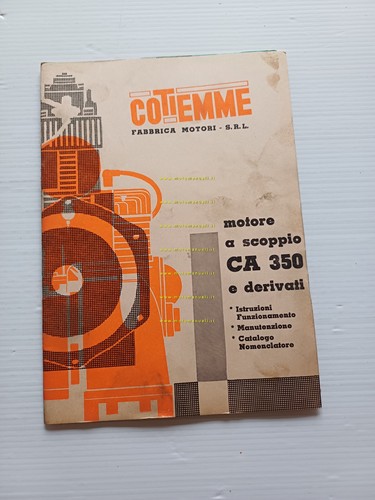 COTIEMME
FABBRICA MOTORI - S.R.L.
motore
a scoppio
CA 350
e derivati
* Istruzioni
Funzionamento
* Manutenzione
* Catalogo
Nomenclatore